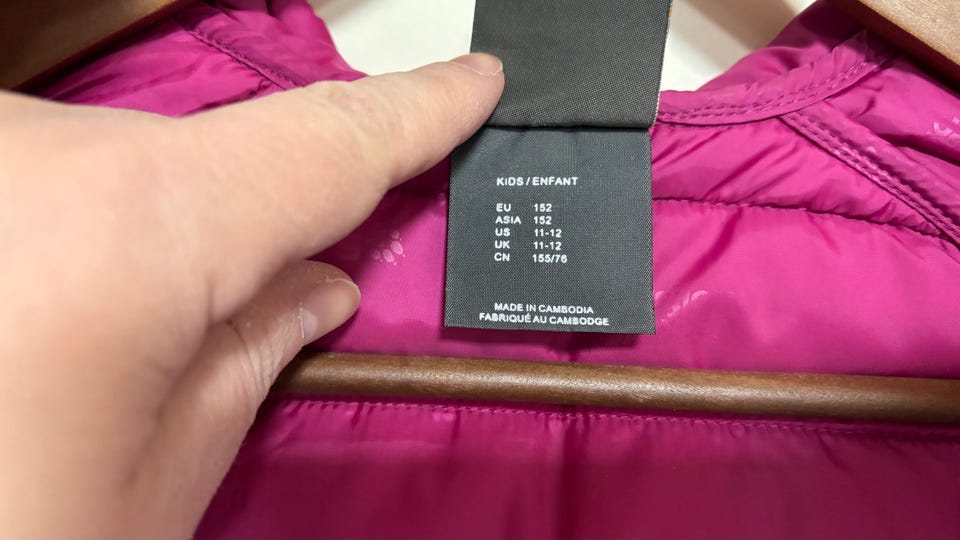 KIDS / ENFANT
EU 152
ASIA 152
US 11-12
UK 11-12
CN 155/76
MADE IN CAMBODIA
FABRIQUÉ AU CAMBODGE